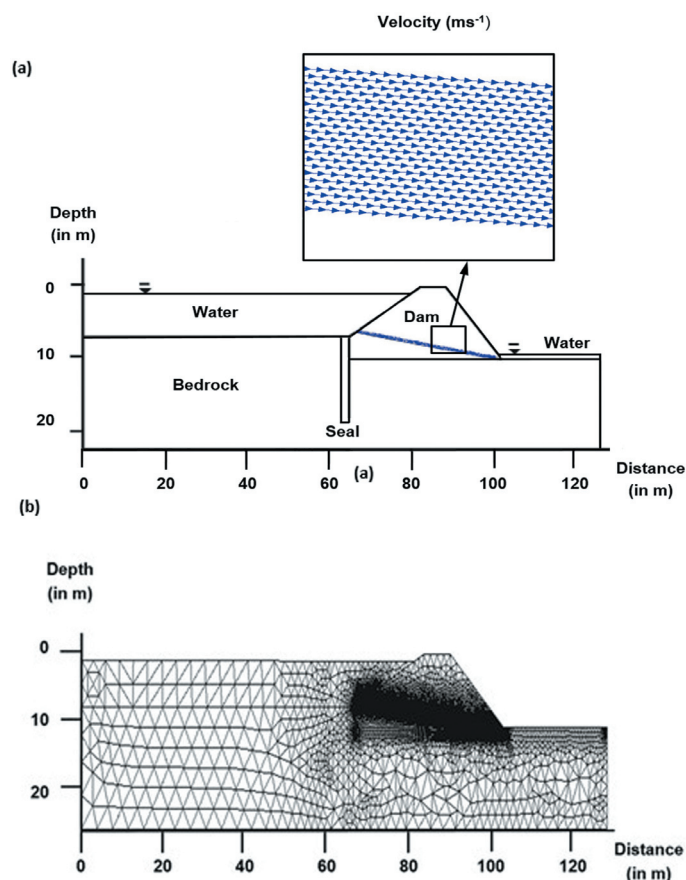 Velocity (ms⁻¹)
(a)
Depth
(in m)
0
Water
Dam
Water
10
Bedrock
20
Seal
0 20 40 60 (a) 80 100 120
Distance
(in m)
(b)
Depth
(in m)
0
10
20
0 20 40 60 80 100 120
Distance
(in m)